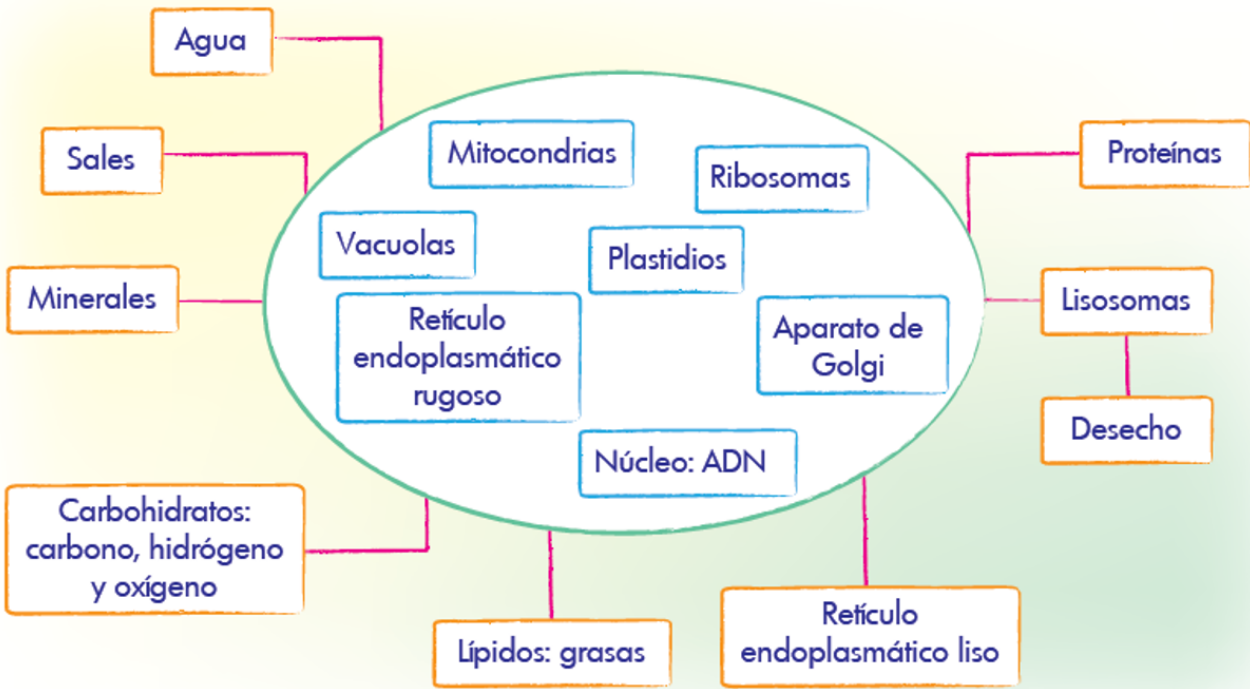 Agua
Sales
Minerales
Mitocondrias
Ribosomas
Vacuolas
Plastidios
Retículo
endoplasmático
rugoso
Aparato de
Golgi
Núcleo: ADN
Proteínas
Lisosomas
Desecho
Carbohidratos:
carbono, hidrógeno
y oxígeno
Lípidos: grasas
Retículo
endoplasmático liso